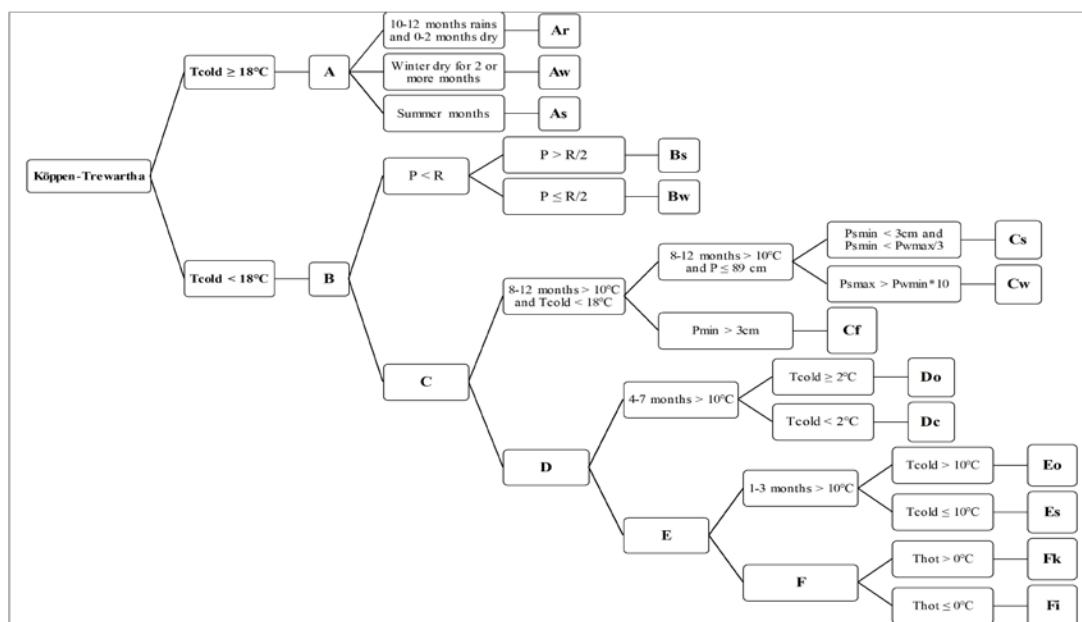 10-12 months rains
and 0-2 months dry
Ar
Tcold ≥ 18°C
A
Winter dry for 2 or
more months
Aw
Summer months
As
Köppen-Trewartha
P < R
P > R/2
Bs
P ≤ R/2
Bw
Tcold < 18°C
B
8-12 months > 10°C
and Tcold < 18°C
8-12 months > 10°C
and P ≤ 89 cm
Psmin < 3cm and
Psmin < Pwmax/3
Cs
Psmax > Pwmin*10
Cw
Pmin > 3cm
Cf
C
4-7 months > 10°C
Tcold ≥ 2°C
Do
Tcold < 2°C
Dc
D
1-3 months > 10°C
Tcold > 10°C
Eo
Tcold ≤ 10°C
Es
E
F
Thot > 0°C
Fk
Thot ≤ 0°C
Fi